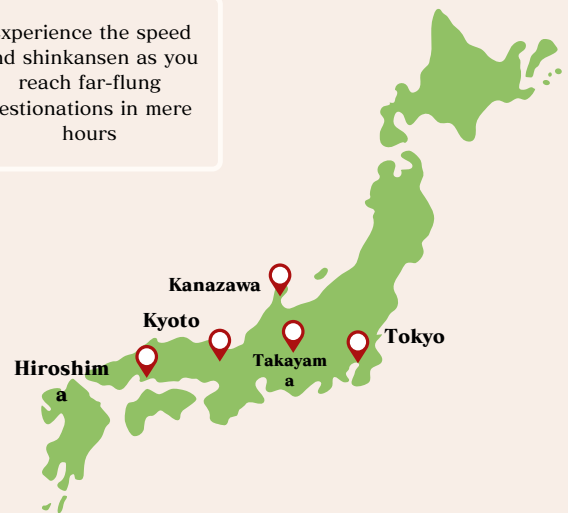 xperience the speed
nd shinkansen as you
reach far-flung
estionations in mere
hours
Kanazawa
Kyoto
Tokyo
Takayam
a
Hiroshim
a